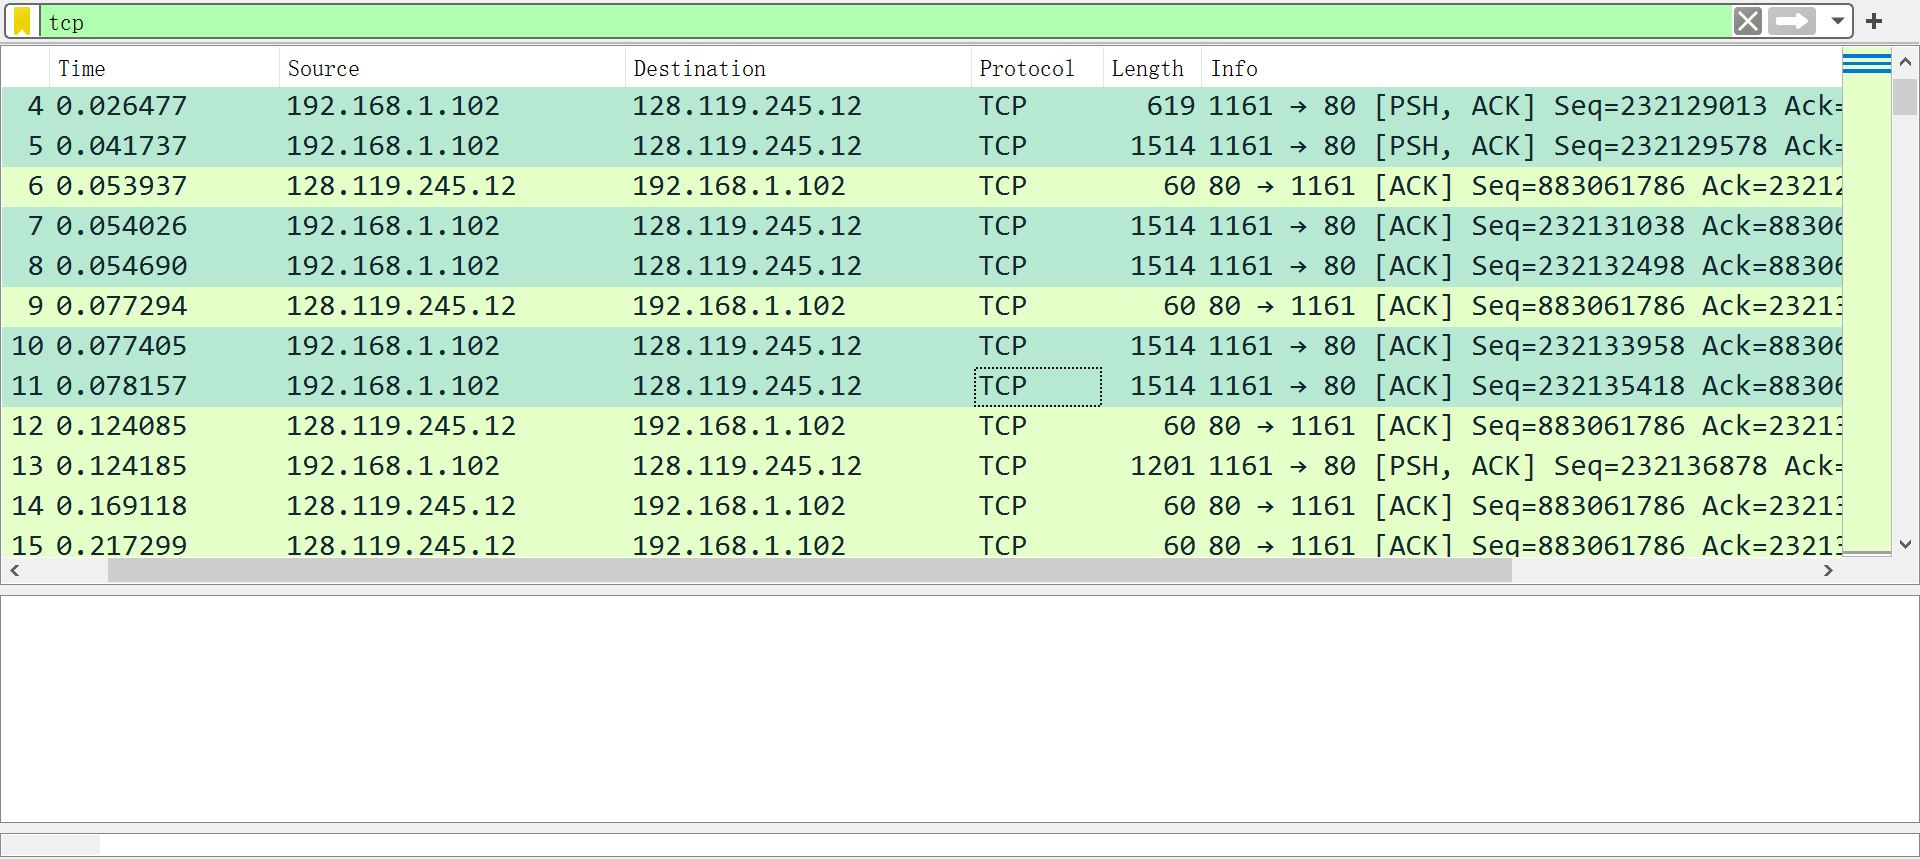 tcp
Time Source Destination Protocol Length Info
4 0.026477 192.168.1.102 128.119.245.12 TCP 619 1161 → 80 [PSH, ACK] Seq=232129013 Ack=
5 0.041737 192.168.1.102 128.119.245.12 TCP 1514 1161 → 80 [PSH, ACK] Seq=232129578 Ack=
6 0.053937 128.119.245.12 192.168.1.102 TCP 60 80 → 1161 [ACK] Seq=883061786 Ack=23212
7 0.054026 192.168.1.102 128.119.245.12 TCP 1514 1161 → 80 [ACK] Seq=232131038 Ack=88306
8 0.054690 192.168.1.102 128.119.245.12 TCP 1514 1161 → 80 [ACK] Seq=232132498 Ack=88306
9 0.077294 128.119.245.12 192.168.1.102 TCP 60 80 → 1161 [ACK] Seq=883061786 Ack=23213
10 0.077405 192.168.1.102 128.119.245.12 TCP 1514 1161 → 80 [ACK] Seq=232133958 Ack=88306
11 0.078157 192.168.1.102 128.119.245.12 TCP 1514 1161 → 80 [ACK] Seq=232135418 Ack=88306
12 0.124085 128.119.245.12 192.168.1.102 TCP 60 80 → 1161 [ACK] Seq=883061786 Ack=23213
13 0.124185 192.168.1.102 128.119.245.12 TCP 1201 1161 → 80 [PSH, ACK] Seq=232136878 Ack=
14 0.169118 128.119.245.12 192.168.1.102 TCP 60 80 → 1161 [ACK] Seq=883061786 Ack=23213
15 0.217299 128.119.245.12 192.168.1.102 TCP 60 80 → 1161 [ACK] Seq=883061786 Ack=23213